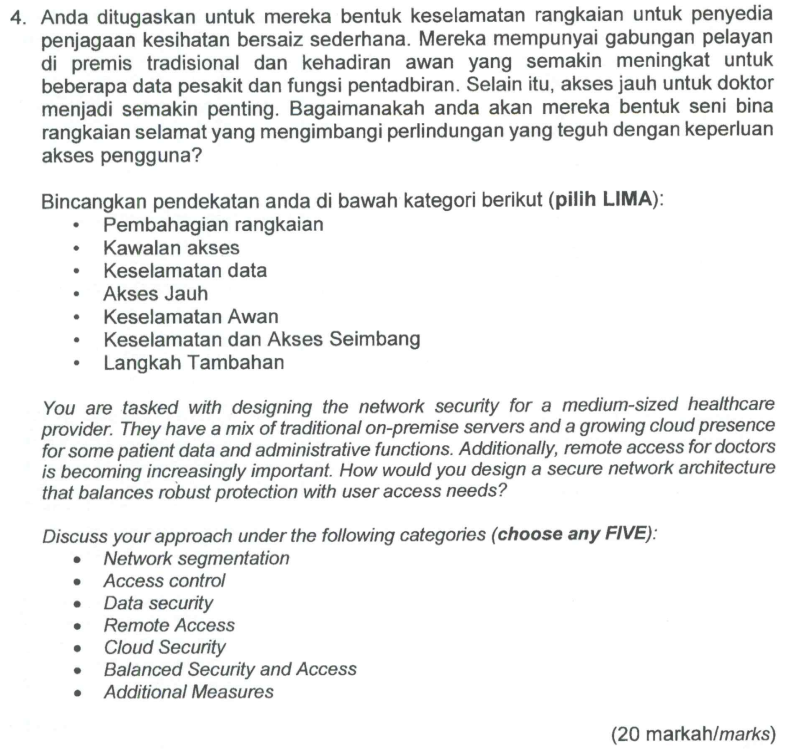 4. Anda ditugaskan untuk mereka bentuk keselamatan rangkaian untuk penyedia
penjagaan kesihatan bersaiz sederhana. Mereka mempunyai gabungan pelayan
di premis tradisional dan kehadiran awan yang semakin meningkat untuk
beberapa data pesakit dan fungsi pentadbiran. Selain itu, akses jauh untuk doktor
menjadi semakin penting. Bagaimanakah anda akan mereka bentuk seni bina
rangkaian selamat yang mengimbangi perlindungan yang teguh dengan keperluan
akses pengguna?
Bincangkan pendekatan anda di bawah kategori berikut (pilih LIMA):
• Pembahagian rangkaian
• Kawalan akses
• Keselamatan data
• Akses Jauh
• Keselamatan Awan
• Keselamatan dan Akses Seimbang
• Langkah Tambahan
You are tasked with designing the network security for a medium-sized healthcare
provider. They have a mix of traditional on-premise servers and a growing cloud presence
for some patient data and administrative functions. Additionally, remote access for doctors
is becoming increasingly important. How would you design a secure network architecture
that balances robust protection with user access needs?
Discuss your approach under the following categories (choose any FIVE):
• Network segmentation
• Access control
• Data security
• Remote Access
• Cloud Security
• Balanced Security and Access
• Additional Measures
(20 markah/marks)